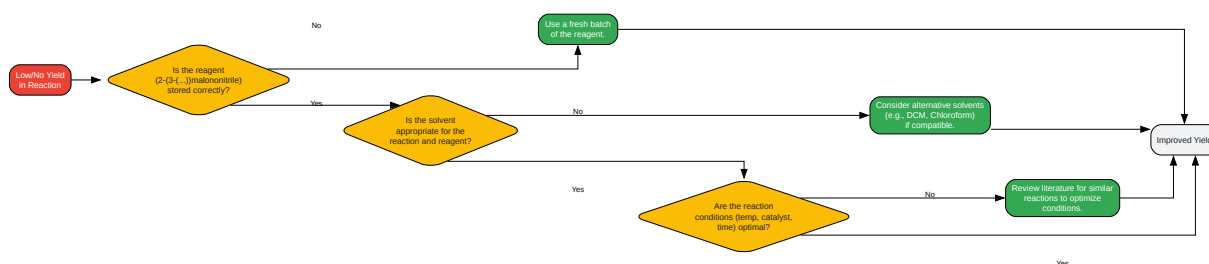 No
Use a fresh batch
of the reagent.
Low/No Yield
in Reaction
Is the reagent
(2-(3-(...))malononitrile)
stored correctly?
Yes
Is the solvent
appropriate for the
reaction and reagent?
No
Consider alternative solvents
(e.g., DCM, Chloroform)
if compatible.
Improved Yield
Yes
Are the reaction
conditions (temp, catalyst,
time) optimal?
No
Review literature for similar
reactions to optimize
conditions.
Yes